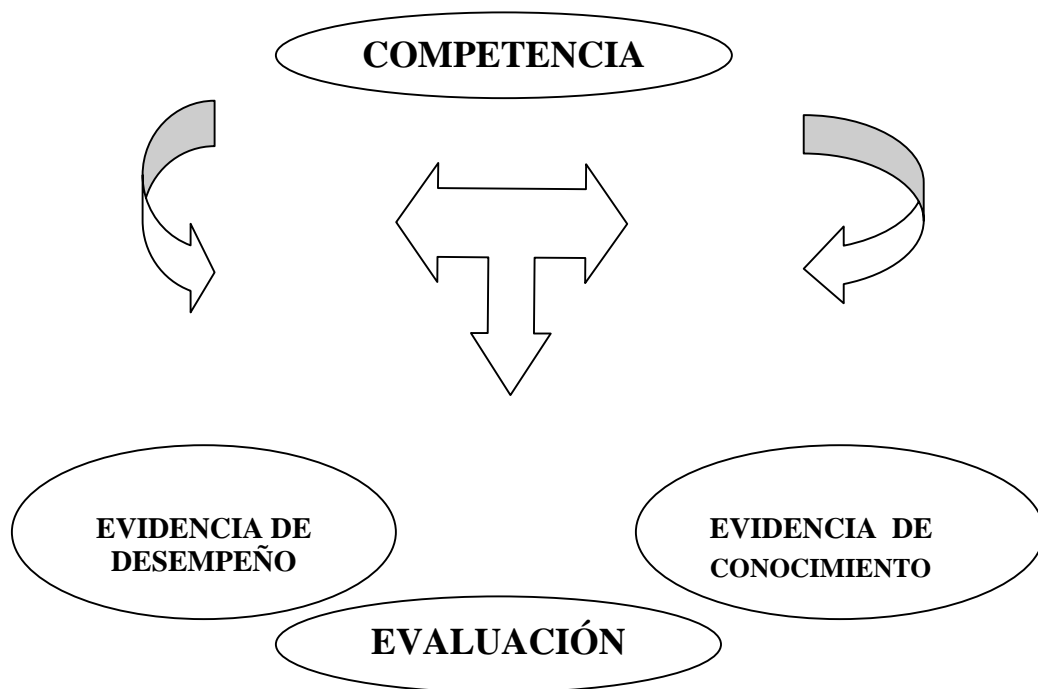 COMPETENCIA
EVIDENCIA DE
DESEMPEÑO
EVIDENCIA DE
CONOCIMIENTO
EVALUACIÓN